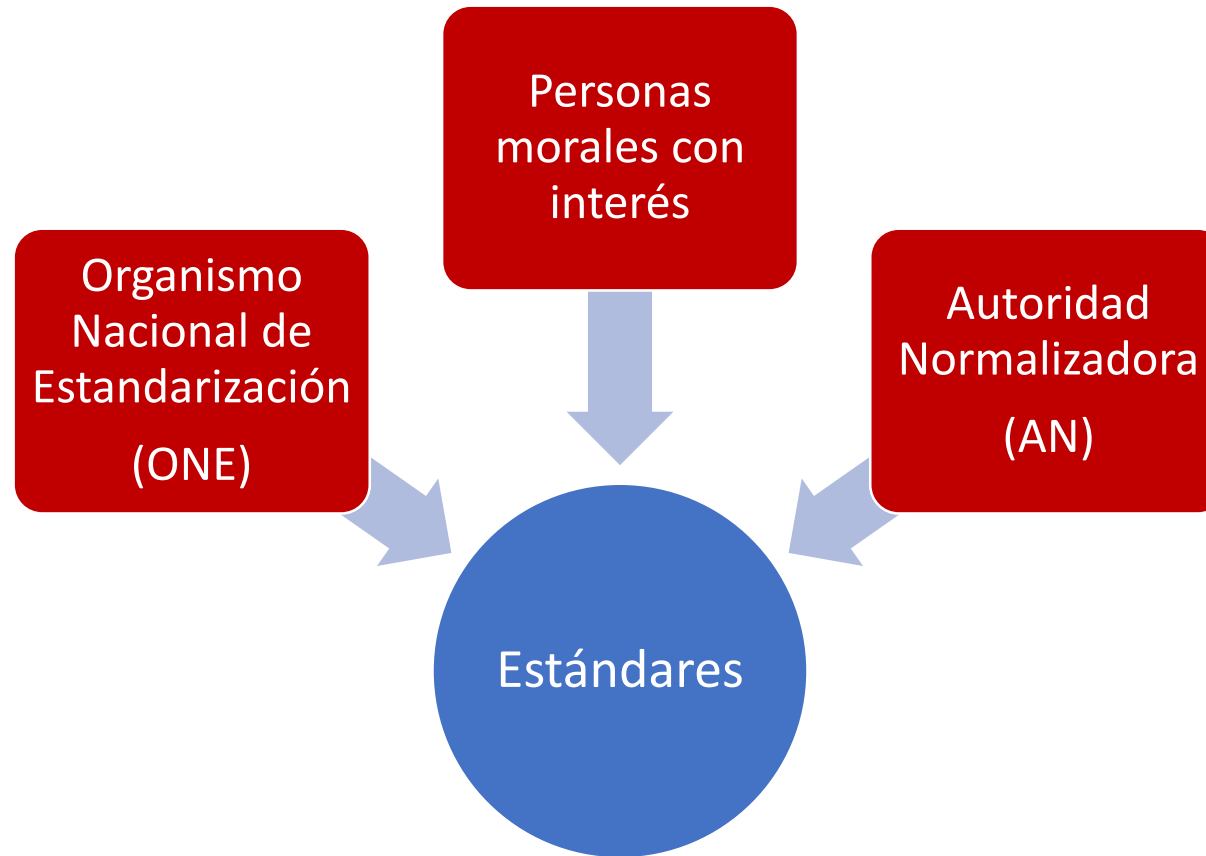 Personas
morales con
interés
Organismo
Nacional de
Estandarización
(ONE)
Autoridad
Normalizadora
(AN)
Estándares